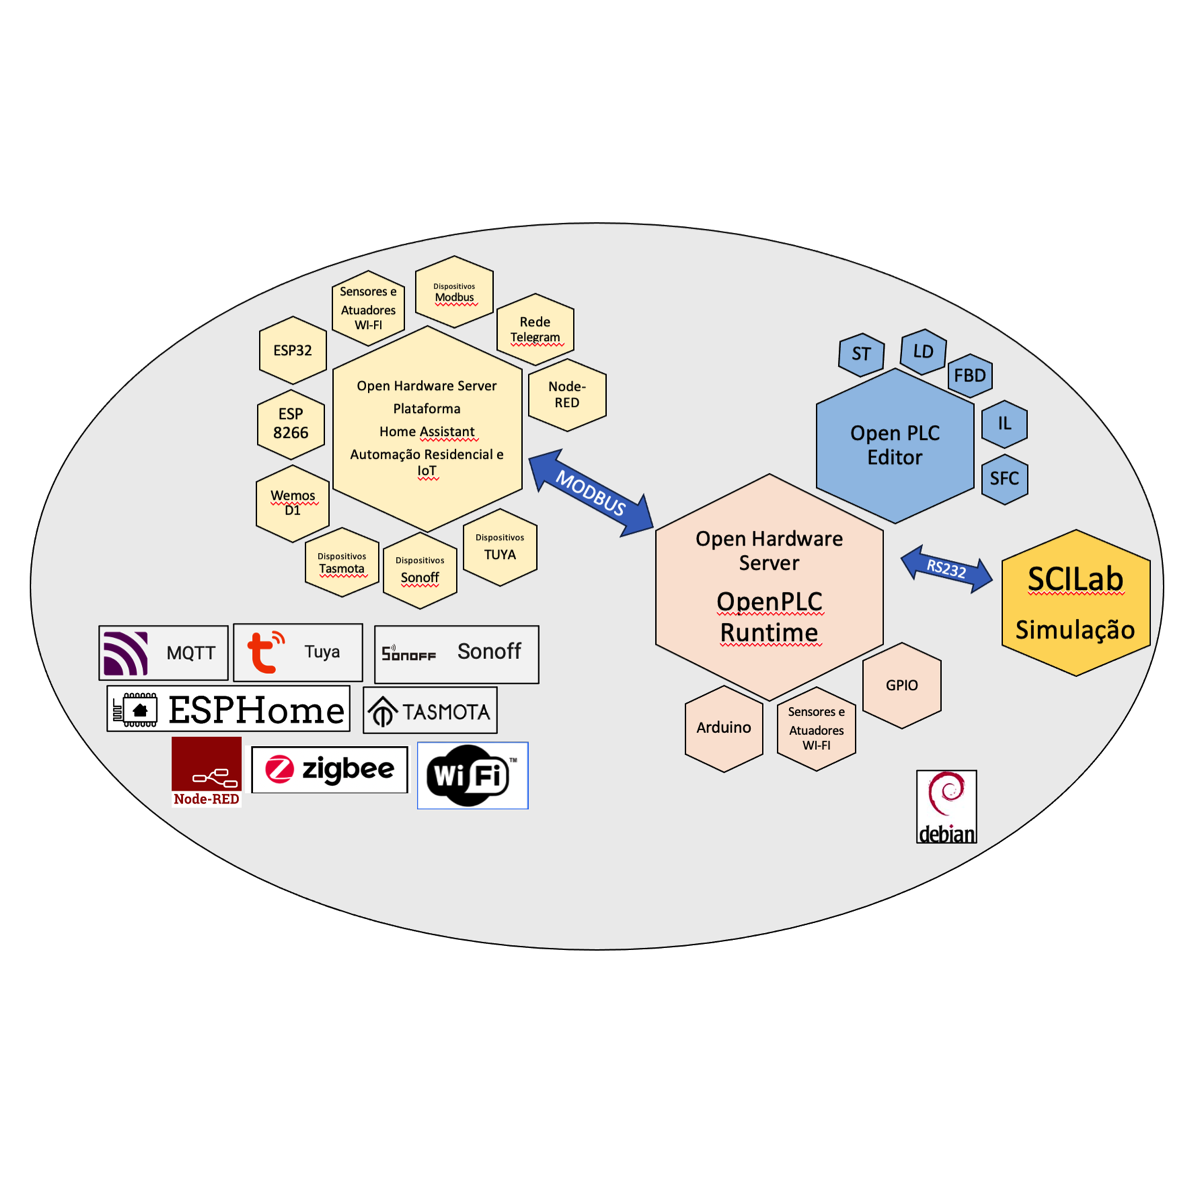 Sensores e
Atuadores
WI-FI
Dispositivos
Modbus
Rede
Telegram
ESP32
Node-
RED
ESP
8266
Open Hardware Server
Plataforma
Home Assistant
Automação Residencial e
IoT
Wemos
D1
Dispositivos
Tasmota
Dispositivos
Sonoff
Dispositivos
TUYA
MODBUS
ST
LD
FBD
IL
SFC
Open PLC
Editor
Open Hardware
Server
OpenPLC
Runtime
RS232
SCILab
Simulação
GPIO
Arduino
Sensores e
Atuadores
WI-FI
MQTT
Tuya
SONOFF Sonoff
ESPHome
TASMOTA
Node-RED
zigbee
WiFi™
debian